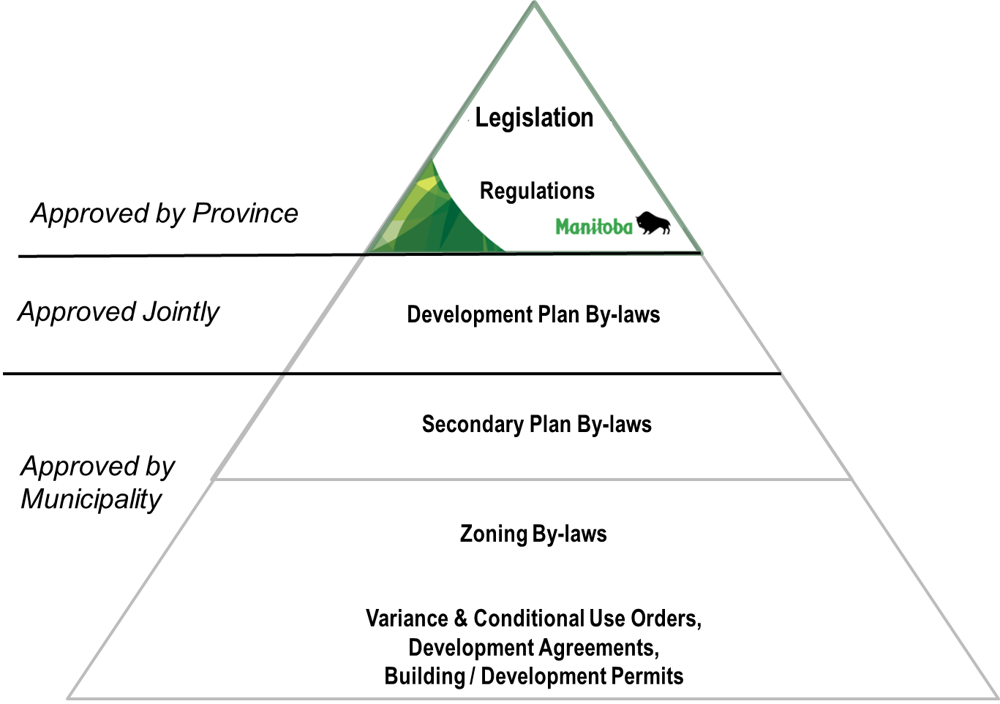 Legislation
Regulations
Manitoba
Approved by Province
Approved Jointly
Development Plan By-laws
Secondary Plan By-laws
Approved by
Municipality
Zoning By-laws
Variance & Conditional Use Orders,
Development Agreements,
Building / Development Permits